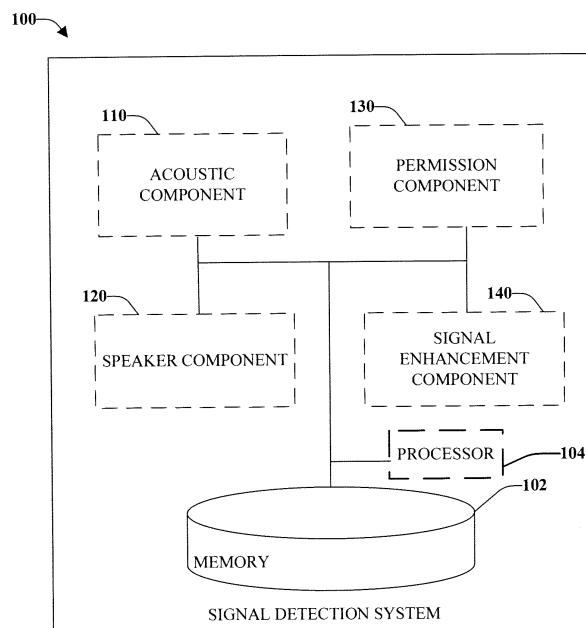 100
110
ACOUSTIC
COMPONENT
130
PERMISSION
COMPONENT
120
SPEAKER COMPONENT
140
SIGNAL
ENHANCEMENT
COMPONENT
PROCESSOR
104
102
MEMORY
SIGNAL DETECTION SYSTEM